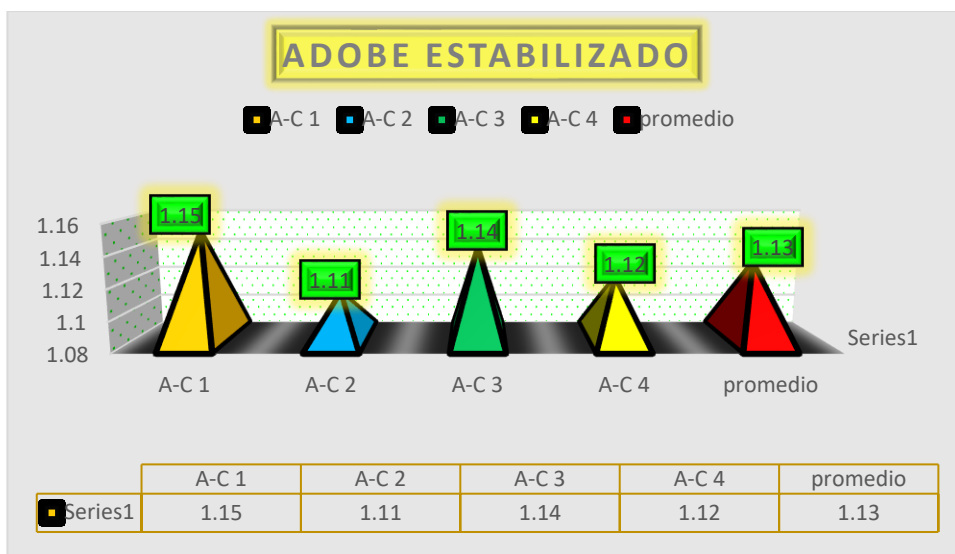 ADOBE ESTABILIZADO
A-C 1 A-C 2 A-C 3 A-C 4 promedio
1.16
1.14
1.12
1.1
1.08
1.15
1.11
1.14
1.12
1.13
Series1
A-C 1 A-C 2 A-C 3 A-C 4 promedio
A-C 1 A-C 2 A-C 3 A-C 4 promedio
Series1 1.15 1.11 1.14 1.12 1.13